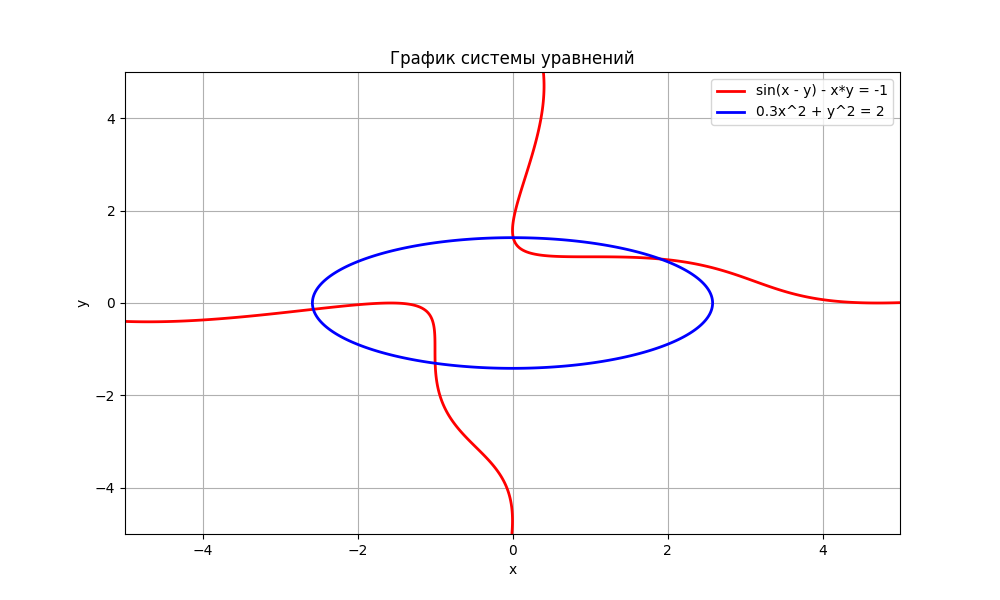 График системы уравнений
sin(x - y) - x*y = -1
0.3x^2 + y^2 = 2
4
2
0
−2
−4
y
−4
−2
0
2
4
x